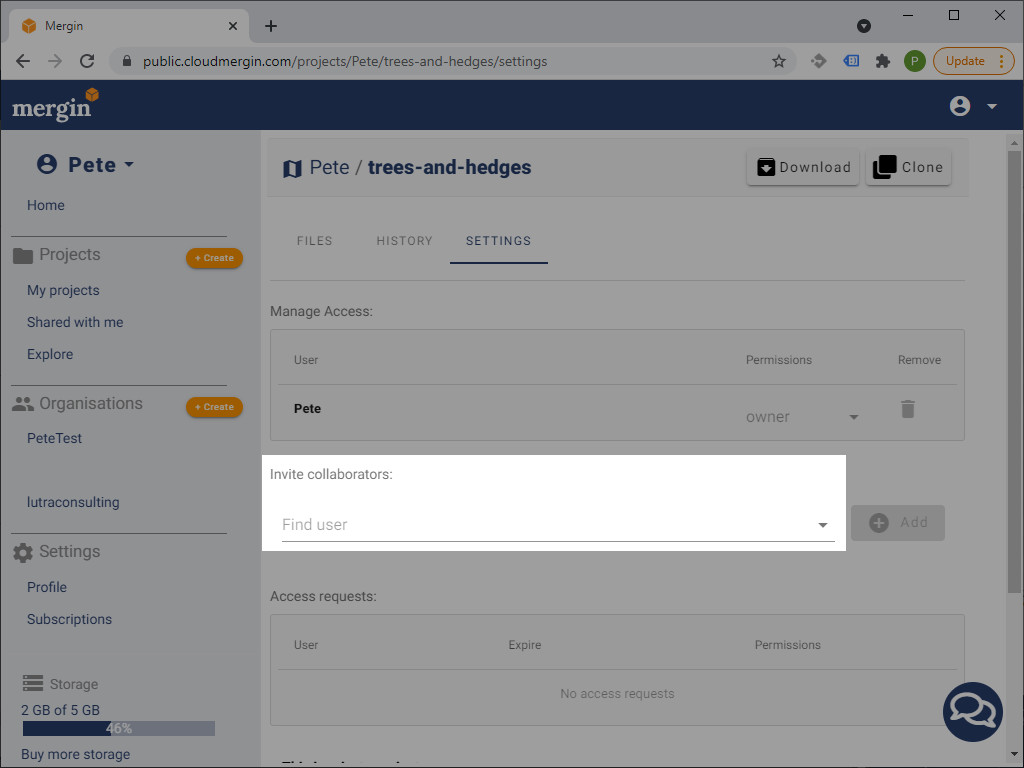 Mergin
public.cloudmergin.com/projects/Pete/trees-and-hedges/settings
P
Update
mergin
Pete
Home
Projects
+ Create
My projects
Shared with me
Explore
Organisations
+ Create
PeteTest
lutraconsulting
Settings
Profile
Subscriptions
Storage
2 GB of 5 GB
46%
Buy more storage
Pete / trees-and-hedges
Download
Clone
FILES HISTORY SETTINGS
Manage Access:
User Permissions Remove
Pete owner
Invite collaborators:
Find user
Add
Access requests:
User Expire Permissions
No access requests